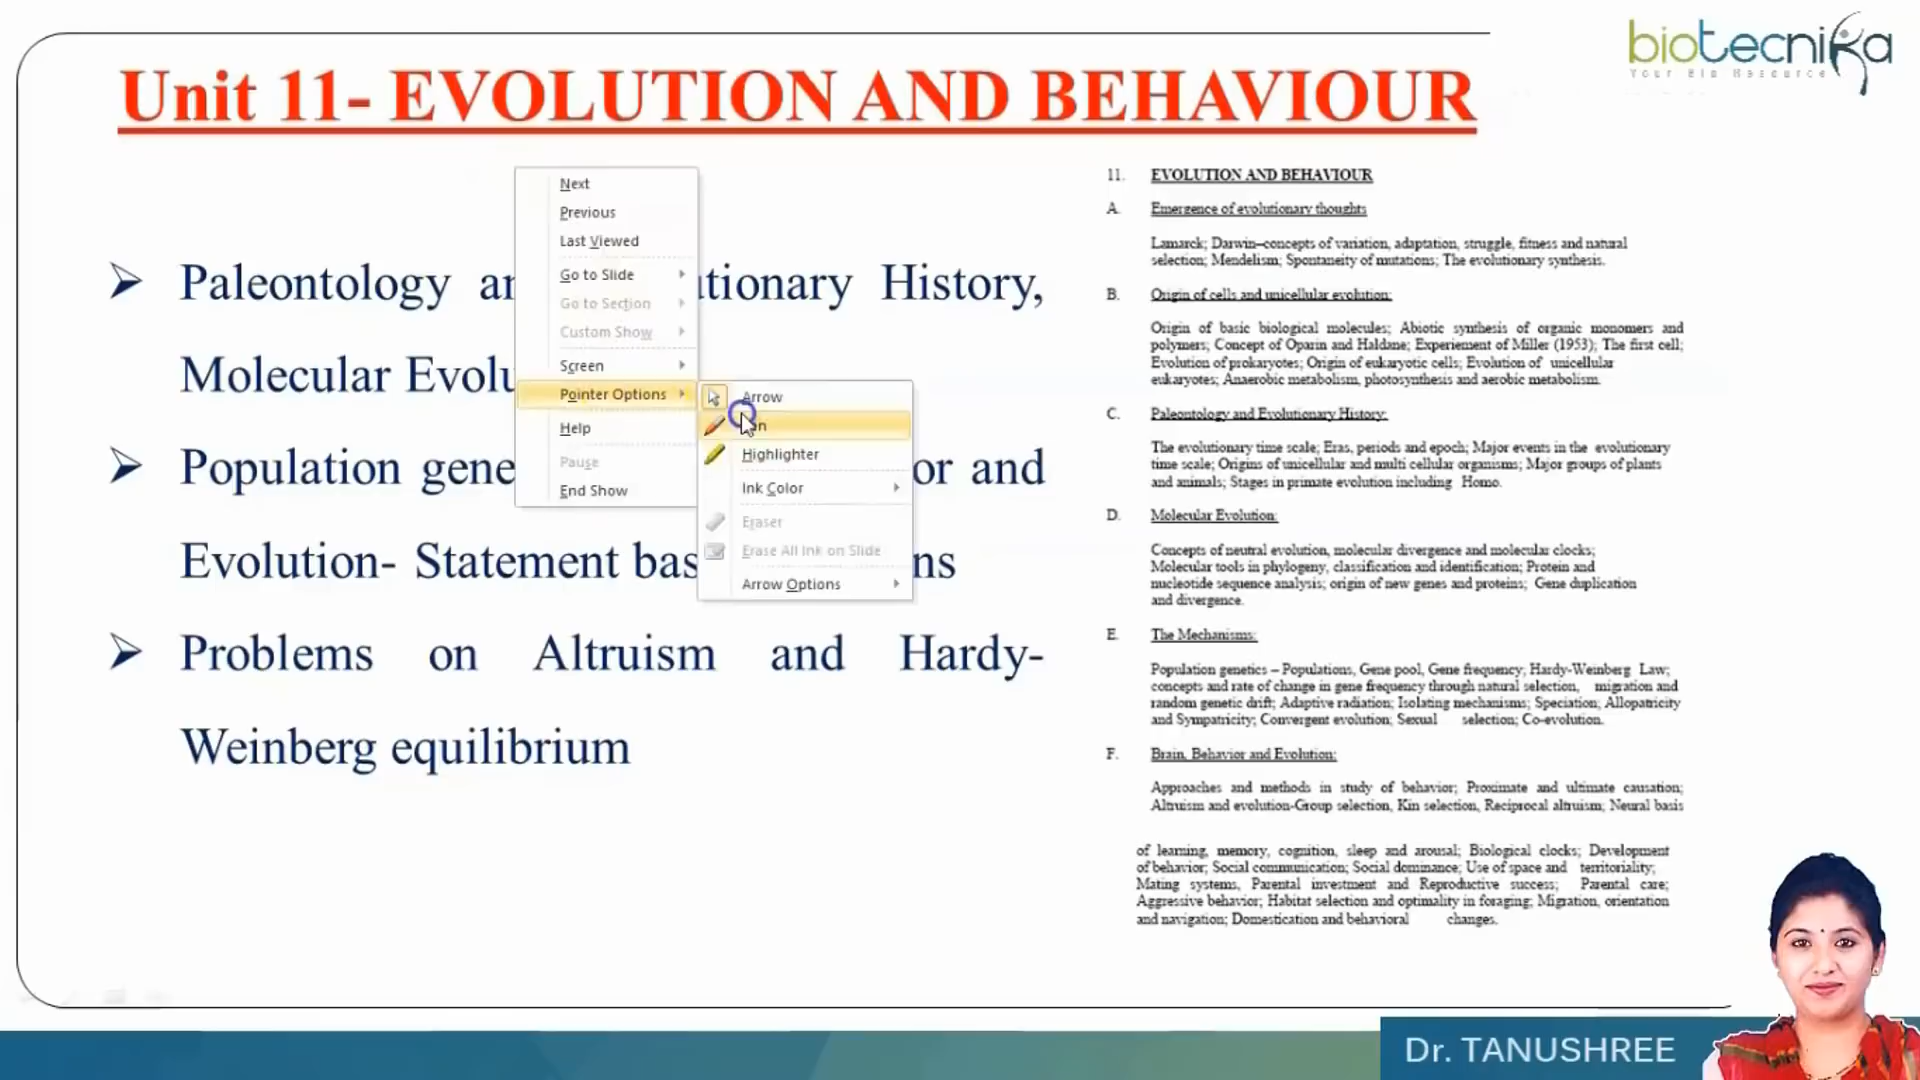 biotecnika
Your Bio Resource
Unit 11- EVOLUTION AND BEHAVIOUR
Next
Previous
Last Viewed
Go to Slide
Go to Section
Custom Show
Screen
Pointer Options
Help
Pause
End Show
Arrow
Highlighter
Ink Color
Eraser
Erase All Ink on Slide
Arrow Options
➢ Paleontology History,
Molecular
➢ Population and
Evolution- Statement
➢ Problems on Altruism and Hardy-
Weinberg equilibrium
11. EVOLUTION AND BEHAVIOUR
A. Emergence of evolutionary thoughts
Lamarck; Darwin–concepts of variation, adaptation, struggle, fitness and natural
selection; Mendelism; Spontaneity of mutations; The evolutionary synthesis.
B. Origin of cells and unicellular evolution:
Origin of basic biological molecules; Abiotic synthesis of organic monomers and
polymers; Concept of Oparin and Haldane; Experiement of Miller (1953); The first cell;
Evolution of prokaryotes; Origin of eukaryotic cells; Evolution of unicellular
eukaryotes; Anaerobic metabolism, photosynthesis and aerobic metabolism.
C. Paleontology and Evolutionary History:
The evolutionary time scale; Eras, periods and epoch; Major events in the evolutionary
time scale; Origins of unicellular and multi cellular organisms; Major groups of plants
and animals; Stages in primate evolution including Homo.
D. Molecular Evolution:
Concepts of neutral evolution, molecular divergence and molecular clocks;
Molecular tools in phylogeny, classification and identification; Protein and
nucleotide sequence analysis; origin of new genes and proteins; Gene duplication
and divergence.
E. The Mechanisms:
Population genetics – Populations, Gene pool, Gene frequency; Hardy-Weinberg Law;
concepts and rate of change in gene frequency through natural selection, migration and
random genetic drift; Adaptive radiation; Isolating mechanisms; Speciation; Allopatricity
and Sympatricity; Convergent evolution; Sexual selection; Co-evolution.
F. Brain, Behavior and Evolution:
Approaches and methods in study of behavior; Proximate and ultimate causation;
Altruism and evolution-Group selection, Kin selection, Reciprocal altruism; Neural basis
of learning, memory, cognition, sleep and arousal; Biological clocks; Development
of behavior; Social communication; Social dominance; Use of space and territoriality;
Mating systems, Parental investment and Reproductive success; Parental care;
Aggressive behavior; Habitat selection and optimality in foraging; Migration, orientation
and navigation; Domestication and behavioral changes.
Dr. TANUSHREE